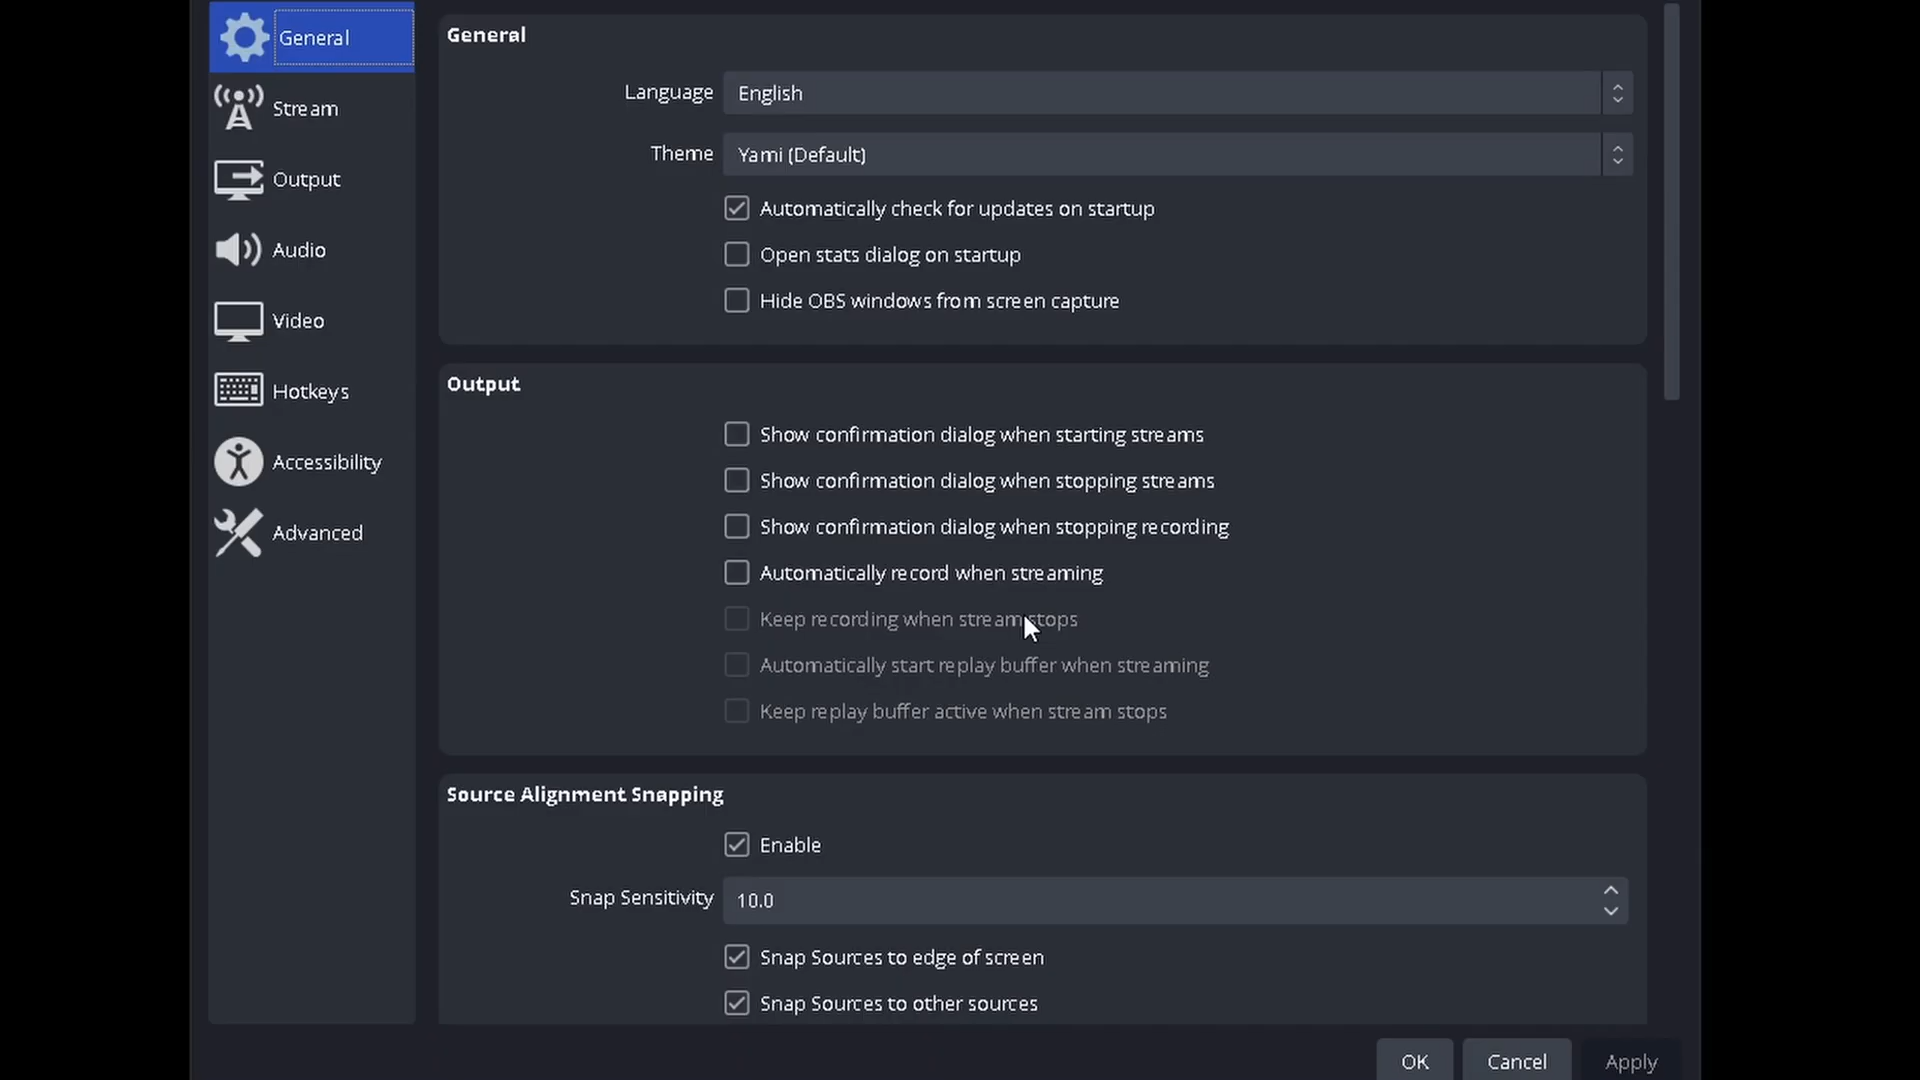 General
Stream
Output
Audio
Video
Hotkeys
Accessibility
Advanced
General
Language English
Theme Yami (Default)
Automatically check for updates on startup
Open stats dialog on startup
Hide OBS windows from screen capture
Output
Show confirmation dialog when starting streams
Show confirmation dialog when stopping streams
Show confirmation dialog when stopping recording
Automatically record when streaming
Keep recording when stream stops
Automatically start replay buffer when streaming
Keep replay buffer active when stream stops
Source Alignment Snapping
Enable
Snap Sensitivity 10.0
Snap Sources to edge of screen
Snap Sources to other sources
OK Cancel Apply